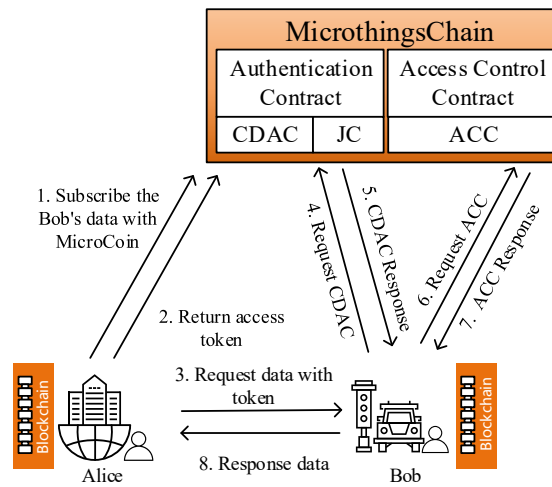 MicrothingsChain
Authentication
Contract
Access Control
Contract
CDAC
JC
ACC
1. Subscribe the
Bob's data with
MicroCoin
2. Return access
token
3. Request data with
token
4. Request CDAC
5. CDAC Response
6. Request ACC
7. ACC Response
8. Response data
Blockchain
Alice
Bob
Blockchain